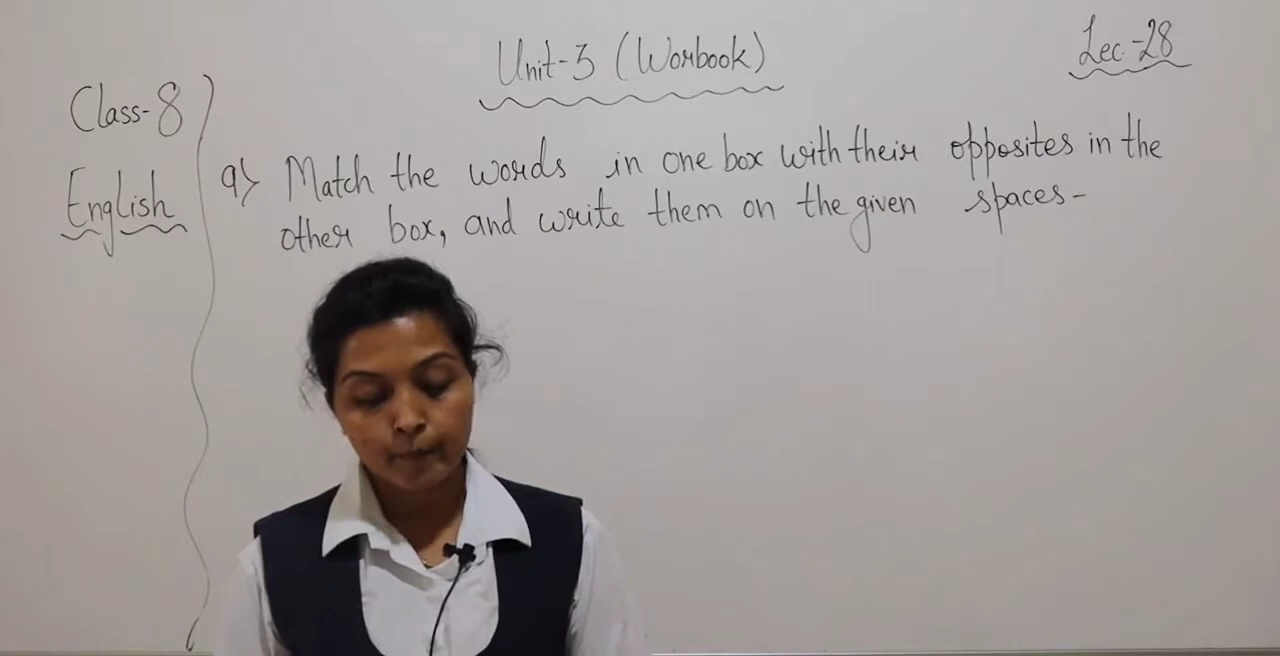 Unit-3 (Worbook)
Lec-28
Class-8
English
9) Match the words in one box with their opposites in the
other box, and write them on the given spaces-